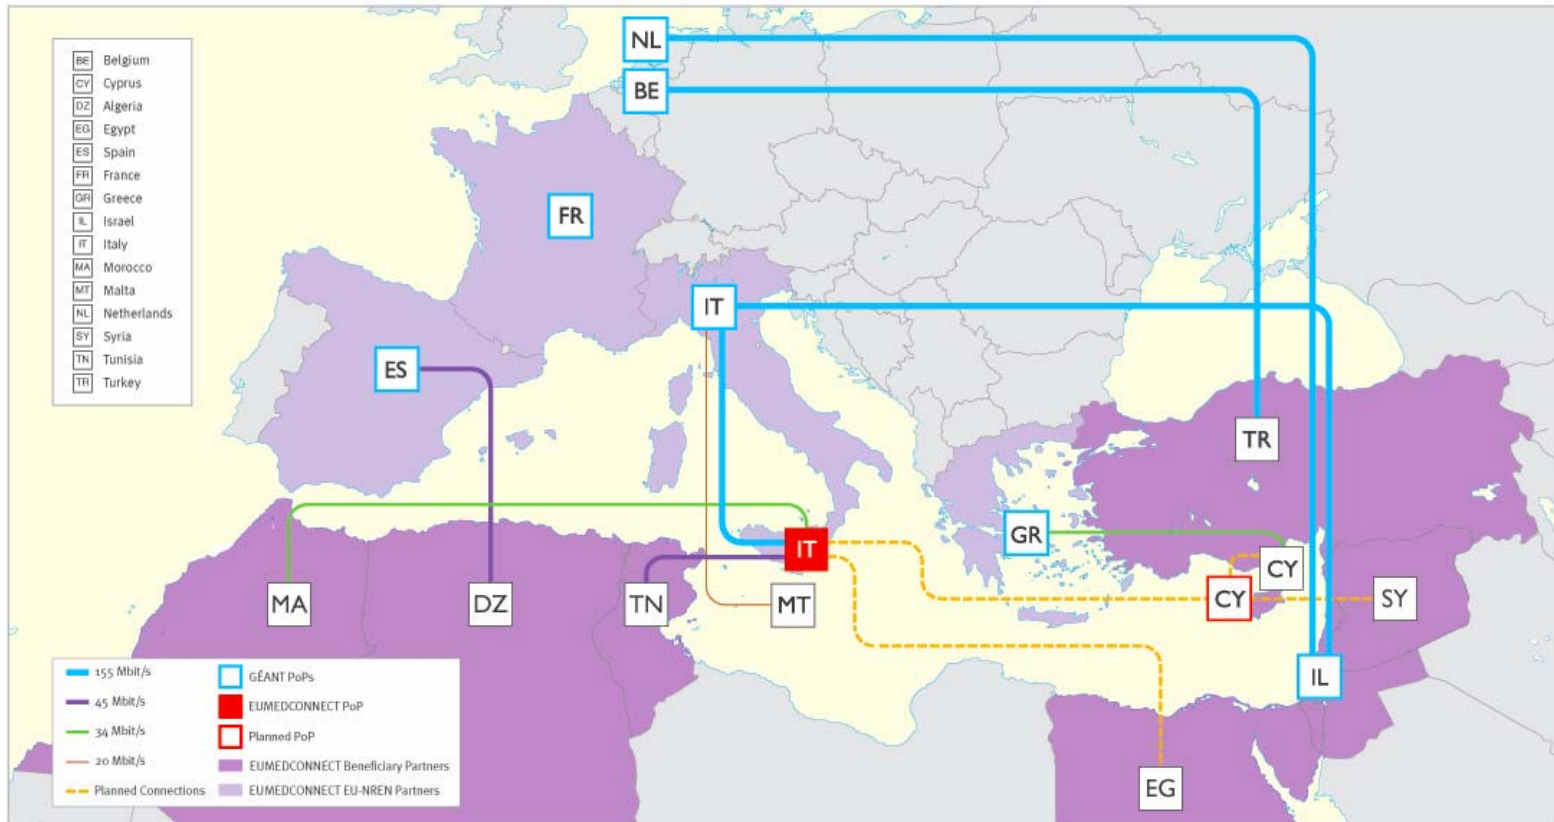 BE Belgium
CY Cyprus
DZ Algeria
EG Egypt
ES Spain
FR France
GR Greece
IL Israel
IT Italy
MA Morocco
MT Malta
NL Netherlands
SY Syria
TN Tunisia
TR Turkey
NL
BE
FR
IT
ES
TR
GR
IT
CY
MA
DZ
TN
MT
CY
SY
IL
EG
155 Mbit/s
45 Mbit/s
34 Mbit/s
20 Mbit/s
Planned Connections
GÉANT PoPs
EUMEDCONNECT PoP
Planned PoP
EUMEDCONNECT Beneficiary Partners
EUMEDCONNECT EU-NREN Partners